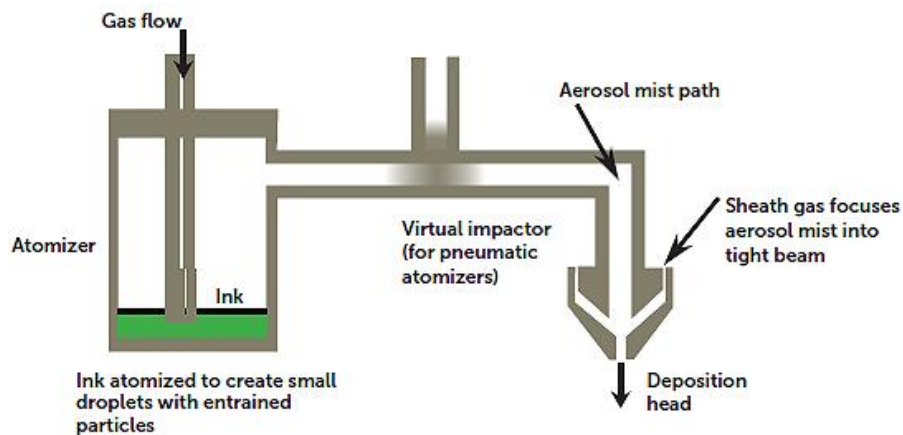 Gas flow
Aerosol mist path
Atomizer
Virtual impactor
(for pneumatic
atomizers)
Sheath gas focuses
aerosol mist into
tight beam
Ink
Ink atomized to create small
droplets with entrained
particles
Deposition
head